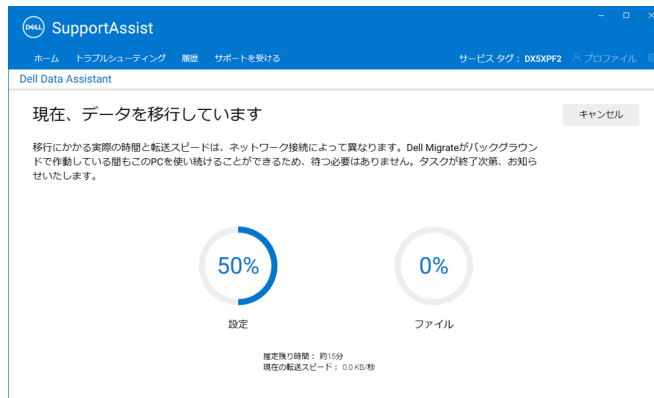 DELL SupportAssist
ホーム トラブルシューティング 履歴 サポートを受ける サービス タグ： DX5XPF2 プロファイル
Dell Data Assistant
現在、データを移行しています キャンセル
移行にかかる実際の時間と転送スピードは、ネットワーク接続によって異なります。Dell Migrateがバックグラウン
ドで作動している間もこのPCを使い続けることができるため、待つ必要はありません。タスクが終了次第、お知ら
せいたします。
50% 0%
設定 ファイル
推定残り時間： 約15分
現在の転送スピード： 0.0 KB/秒